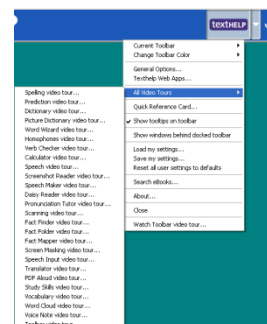 textHELP
Current Toolbar
Change Toolbar Color
General Options...
Texthelp Web Apps...
All Video Tours
Quick Reference Card...
Show tooltips on toolbar
Show windows behind docked toolbar
Load my settings...
Save my settings...
Reset all user settings to defaults
Search eBooks...
About...
Close
Watch Toolbar video tour...
Spelling video tour...
Prediction video tour...
Dictionary video tour...
Picture Dictionary video tour...
Word Wizard video tour...
Homophones video tour...
Verb Checker video tour...
Calculator video tour...
Speech video tour...
Screenshot Reader video tour...
Speech Maker video tour...
Daisy Reader video tour...
Pronunciation Tutor video tour...
Scanning video tour...
Fact Finder video tour...
Fact Folder video tour...
Fact Mapper video tour...
Screen Masking video tour...
Speech Input video tour...
Translator video tour...
PDF Aloud video tour...
Study Skills video tour...
Vocabulary video tour...
Word Cloud video tour...
Voice Note video tour...